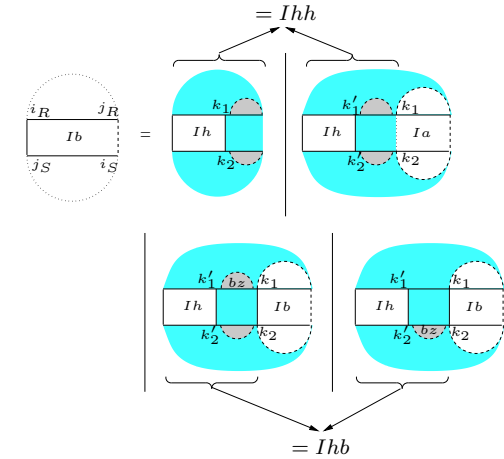 = Ihh
i_R j_R k_1 k'_1 k_1
Ib = Ih Ih Ia
j_S i_S k_2 k'_2 k_2
k'_1 bz k_1 k'_1 k_1
Ih Ib Ih Ib
k'_2 k_2 k'_2 bz k_2
= Ihb